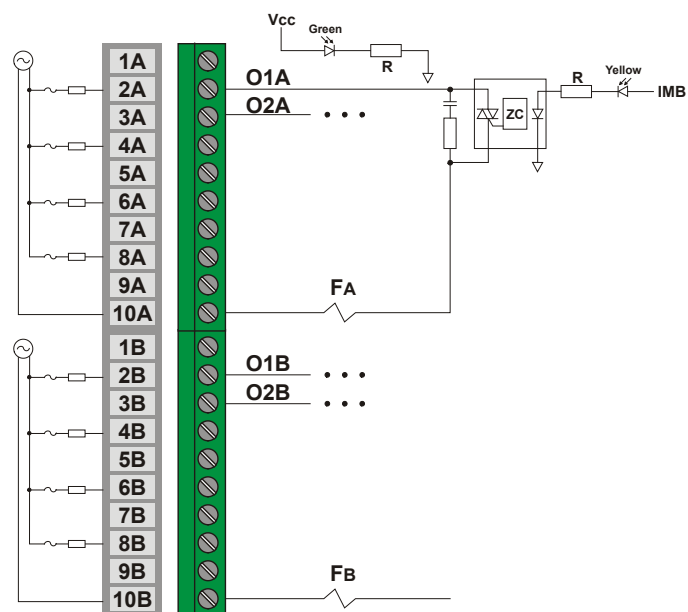 Vcc
Green
R
1A
2A
3A
4A
5A
6A
7A
8A
9A
10A
O1A
O2A
ZC
R
Yellow
IMB
FA
1B
2B
3B
4B
5B
6B
7B
8B
9B
10B
O1B
O2B
FB